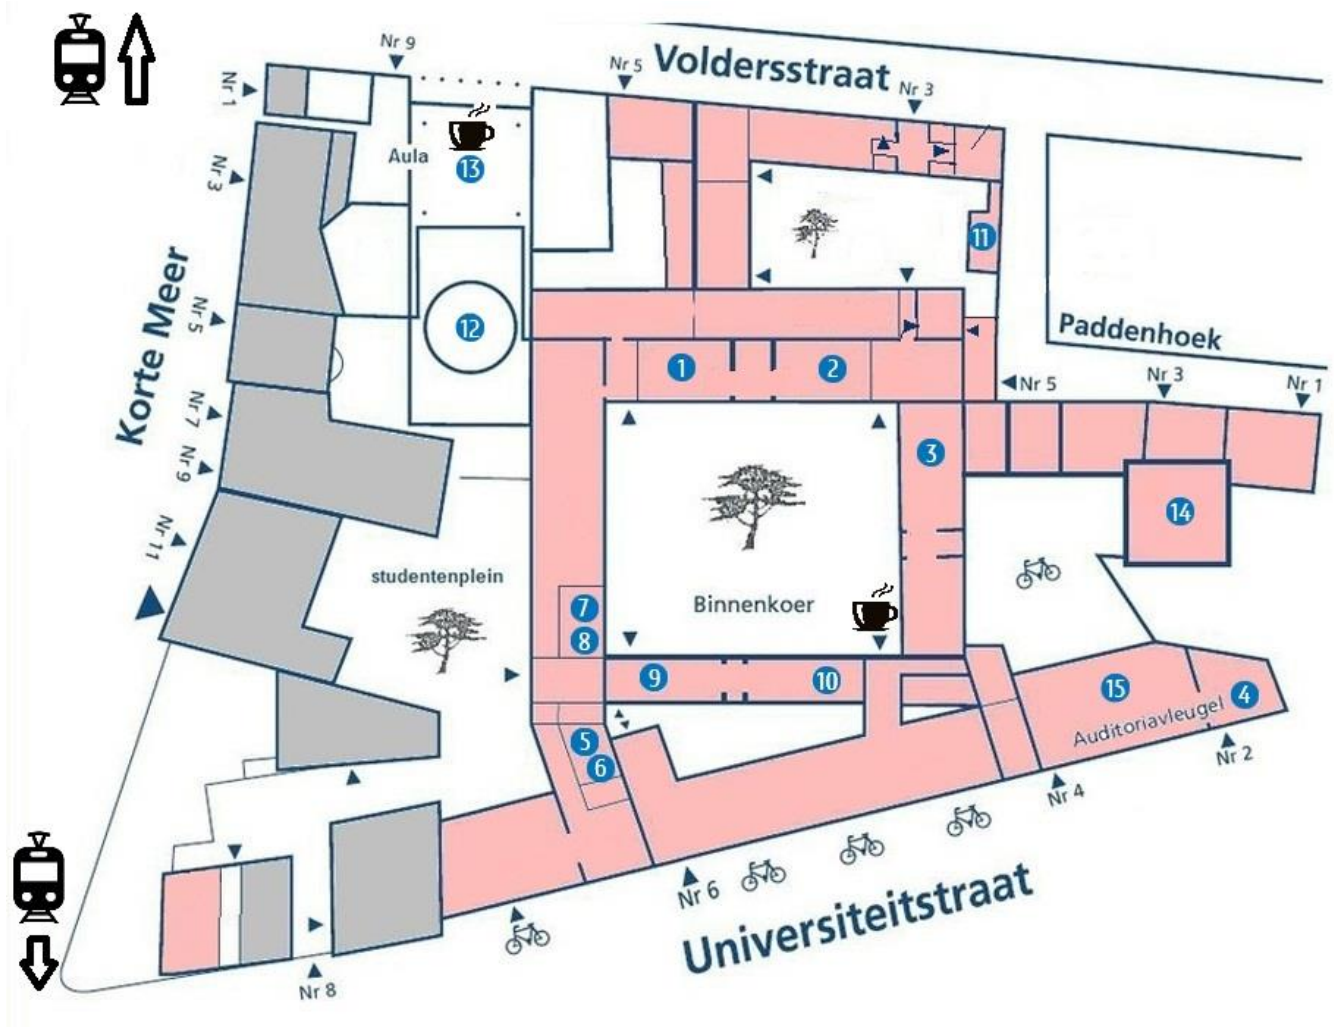 Nr 9
Nr 5
Voldersstraat
Nr 3
Nr 1
Aula
13
Nr 3
11
Korte Meer
Nr 5
12
Paddenhoek
1
2
Nr 5
Nr 3
Nr 1
Nr 7
3
Nr 9
14
Nr 11
studentenplein
7
Binnenkoer
8
9
10
15
4
Auditoriavleugel
5
6
Nr 2
Nr 4
Nr 6
Universiteitstraat
Nr 8